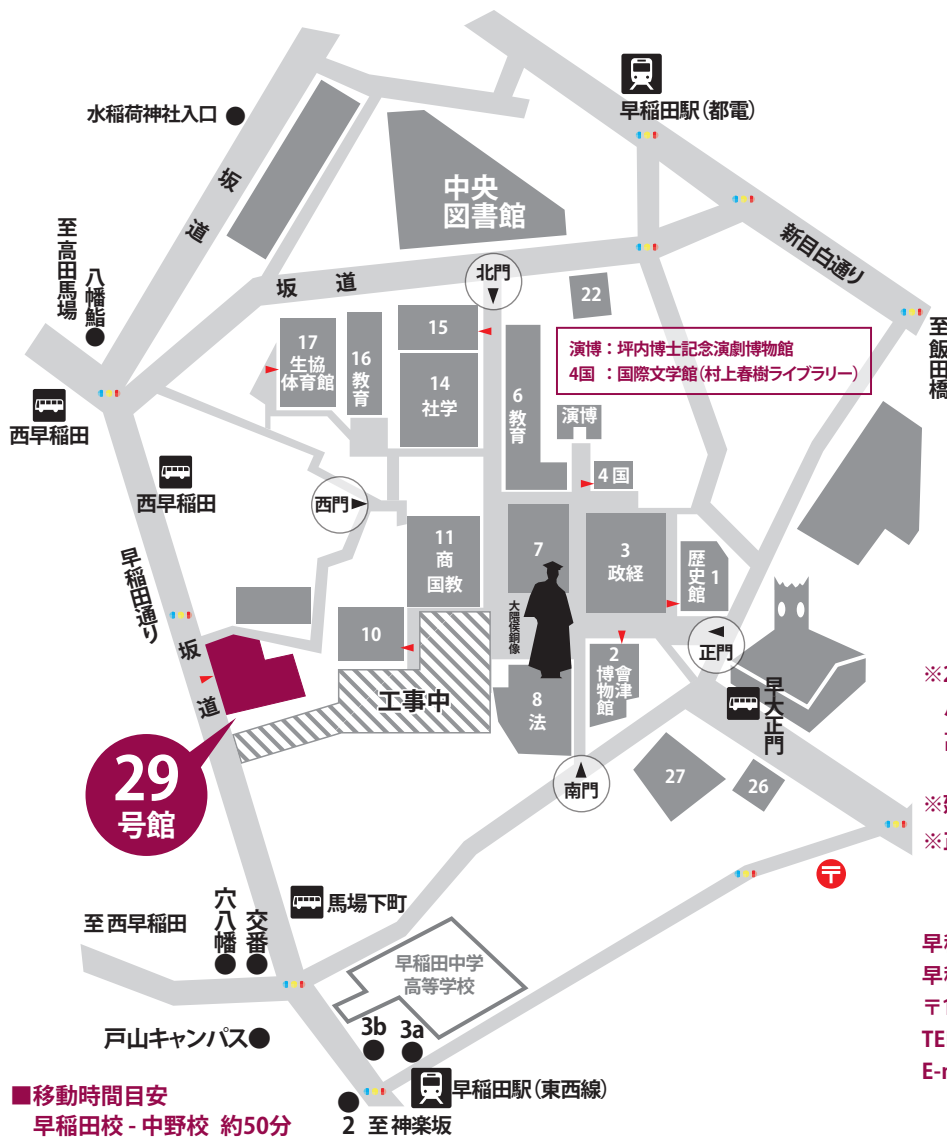 早稲田駅（都電）
水稲荷神社入口
坂道
中央
図書館
至高田馬場
八幡鮨
坂道
北門
新目白通り
22
至飯田橋
17
生協
体育館
16
教育
15
14
社学
6
教育
演博：坪内博士記念演劇博物館
4国 ：国際文学館（村上春樹ライブラリー）
演博
4 国
西早稲田
西早稲田
西門
11
商
国教
7
3
政経
歴史館
1
早稲田通り
大隈侯銅像
10
2
會津
博物館
正門
坂道
工事中
8
法
早大正門
29
号館
南門
27
26
〒
馬場下町
至 西早稲田
穴八幡
交番
早稲田中学
高等学校
戸山キャンパス
3b
3a
早稲田駅（東西線）
2 至 神楽坂
■移動時間目安
早稲田校 - 中野校 約50分
※
※
※
早
早
〒1
TE
E-